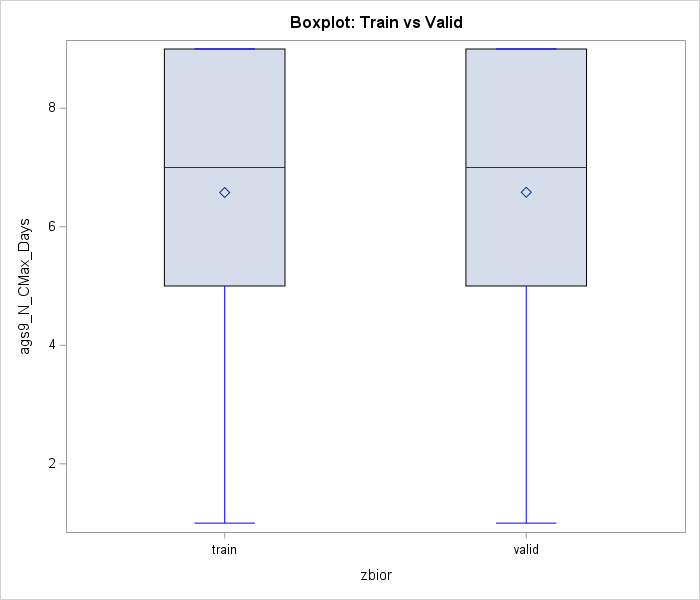 Boxplot: Train vs Valid
ags9_N_CMax_Days
8
6
4
2
train
valid
zbior